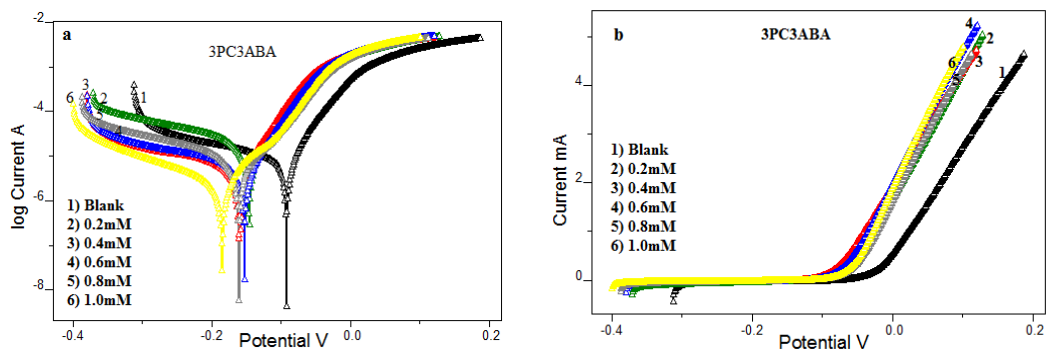 a
3PC3ABA
log Current A
-2
-4
-6
-8
6 3 2 1
5 4
1) Blank
2) 0.2mM
3) 0.4mM
4) 0.6mM
5) 0.8mM
6) 1.0mM
-0.4 -0.2 0.0 0.2
Potential V
b
3PC3ABA
Current mA
4
2
0
4 2
6 3
5 1
1) Blank
2) 0.2mM
3) 0.4mM
4) 0.6mM
5) 0.8mM
6) 1.0mM
-0.4 -0.2 0.0 0.2
Potential V